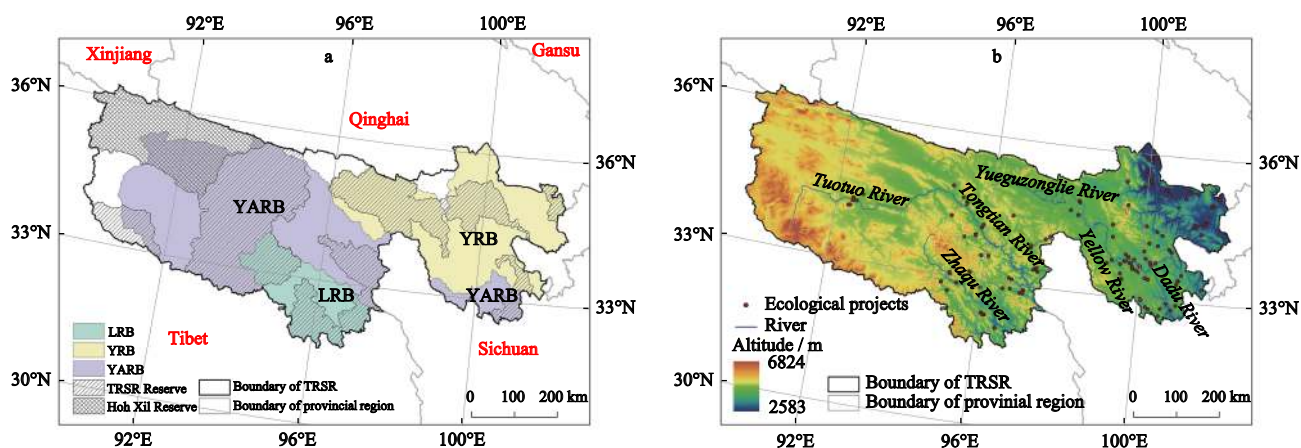 92°E
96°E
100°E
Xinjiang
a
Gansu
36°N
Qinghai
36°N
YARB
33°N
YRB
LRB
YARB
33°N
LRB
YRB
YARB
TRSR Reserve
Hoh Xil Reserve
Boundary of TRSR
Boundary of provincial region
Tibet
Sichuan
30°N
0 100 200 km
92°E
96°E
100°E
92°E
96°E
100°E
b
36°N
36°N
Tuotuo River
Yueguzonglie River
Tongtian River
33°N
Zhaqu River
Yellow River
Dadu River
33°N
Ecological projects
River
Altitude / m
6824
2583
Boundary of TRSR
Boundary of provinial region
30°N
0 100 200 km
92°E
96°E
100°E